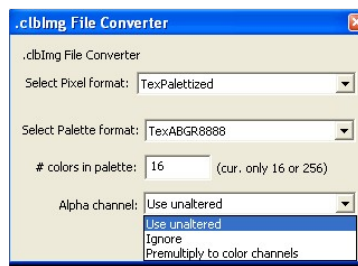 .clbImg File Converter
.clbImg File Converter
Select Pixel format: TexPalettized
Select Palette format: TexABGR8888
# colors in palette: 16 (cur. only 16 or 256)
Alpha channel: Use unaltered
Use unaltered
Ignore
Premultiply to color channels